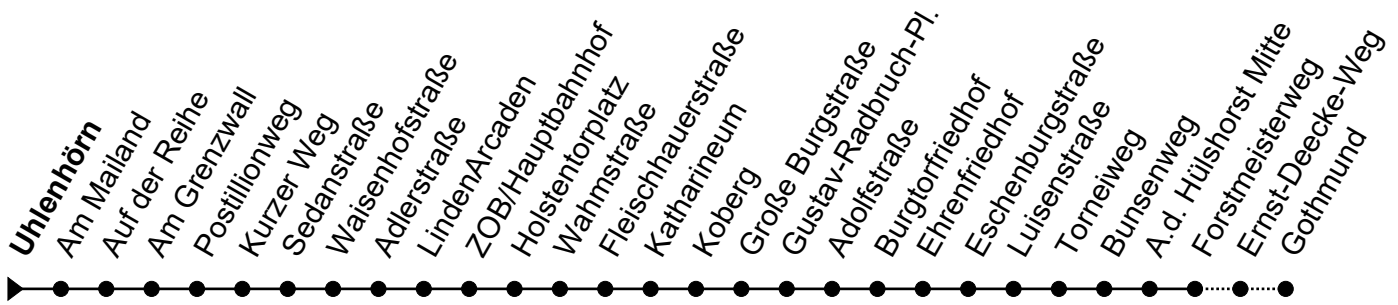 Uhlenhörn
Am Mailand
Auf der Reihe
Am Grenzwall
Postillionweg
Kurzer Weg
Sedanstraße
Waisenhofstraße
Adlerstraße
LindenArcaden
ZOB/Hauptbahnhof
Holstentorplatz
Wahmstraße
Fleischhauerstraße
Katharineum
Koberg
Große Burgstraße
Gustav-Radbruch-Pl.
Adolfstraße
Burgtorfriedhof
Ehrenfriedhof
Eschenburgstraße
Luisenstraße
Torneiweg
Bunsenweg
A.d. Hülshorst Mitte
Forstmeisterweg
Ernst-Deecke-Weg
Gothmund